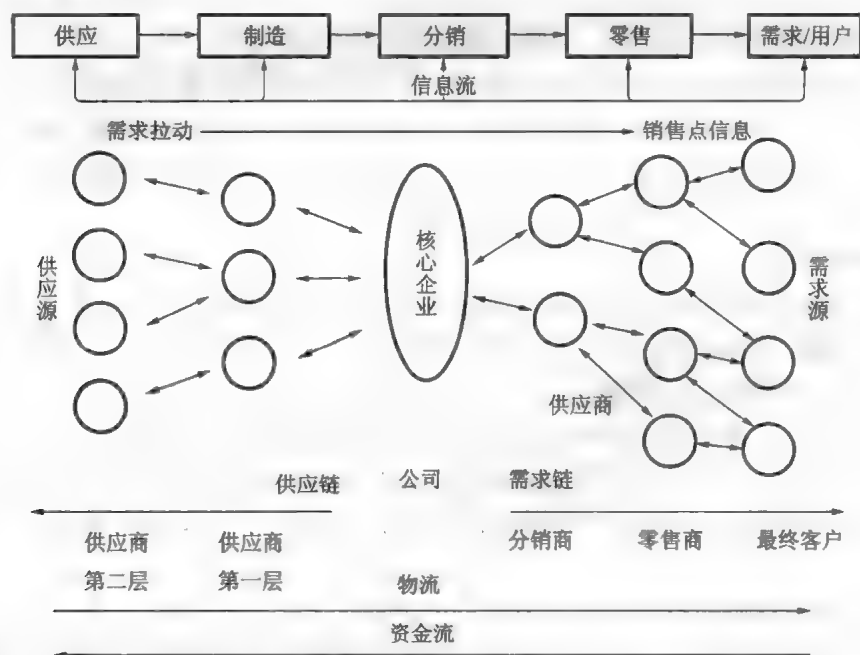 供应 制造 分销 零售 需求/用户
信息流
需求拉动 销售点信息
供应源
核心企业
需求源
供应商
供应链 公司 需求链
供应商 供应商 分销商 零售商 最终客户
第二层 第一层 物流
资金流